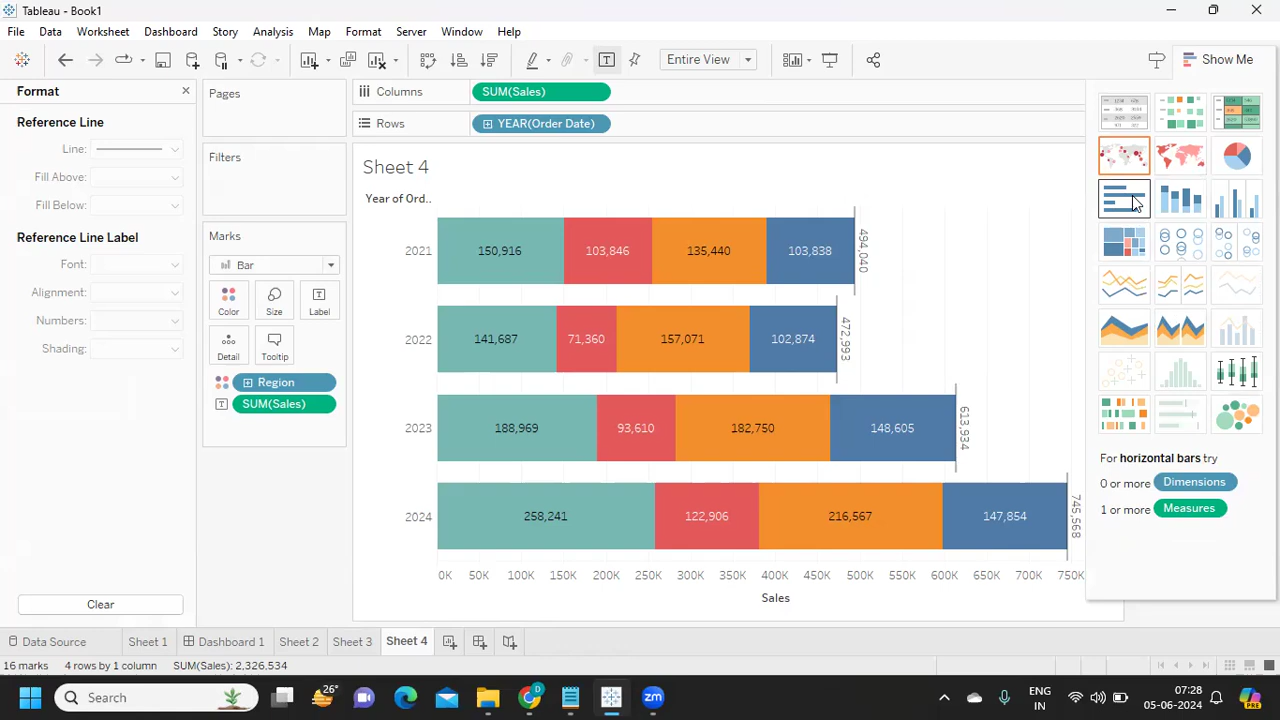 Tableau - Book1
File Data Worksheet Dashboard Story Analysis Map Format Server Window Help
Entire View
Show Me
Format
Reference Line
Line:
Fill Above:
Fill Below:
Reference Line Label
Font:
Alignment:
Numbers:
Shading:
Clear
Pages
Filters
Marks
Bar
Color Size Label
Detail Tooltip
Region
SUM(Sales)
Columns SUM(Sales)
Rows YEAR(Order Date)
Sheet 4
Year of Ord..
2021 150,916 103,846 135,440 103,838 494,040
2022 141,687 71,360 157,071 102,874 472,993
2023 188,969 93,610 182,750 148,605 613,934
2024 258,241 122,906 216,567 147,854 745,568
0K 50K 100K 150K 200K 250K 300K 350K 400K 450K 500K 550K 600K 650K 700K 750K
Sales
For horizontal bars try
0 or more Dimensions
1 or more Measures
Data Source Sheet 1 Dashboard 1 Sheet 2 Sheet 3 Sheet 4
16 marks 4 rows by 1 column SUM(Sales): 2,326.534
Search
26°
ENG
IN
07:28
05-06-2024
PRE